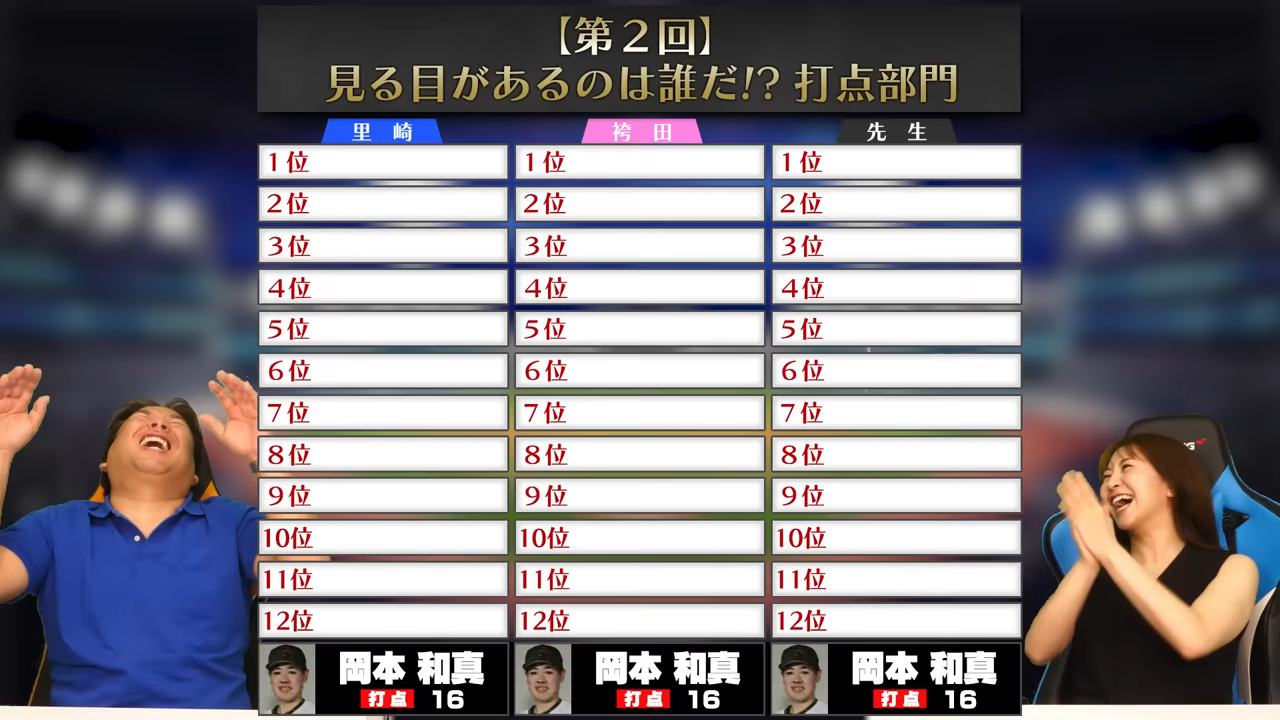 【第２回】
見る目があるのは誰だ!? 打点部門
里 崎
袴 田
先 生
1位
1位
1位
2位
2位
2位
3位
3位
3位
4位
4位
4位
5位
5位
5位
6位
6位
6位
7位
7位
7位
8位
8位
8位
9位
9位
9位
10位
10位
10位
11位
11位
11位
12位
12位
12位
岡本 和真
打点 16
岡本 和真
打点 16
岡本 和真
打点 16